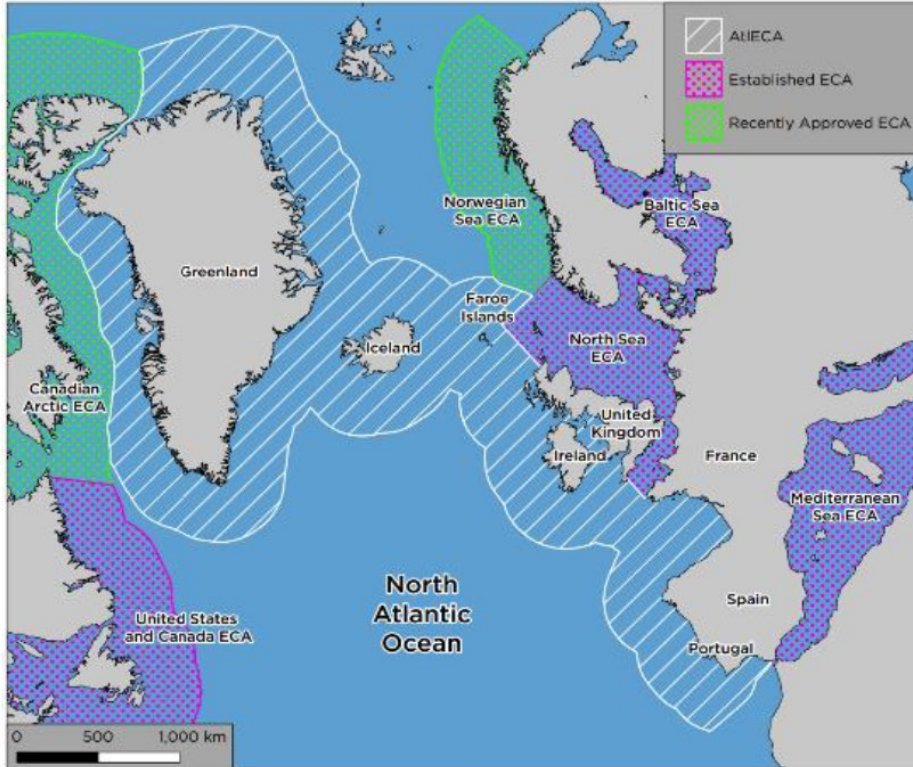 AtlECA
Established ECA
Recently Approved ECA
Norwegian
Sea ECA
Baltic Sea
ECA
Greenland
Faroe
Islands
Iceland
North Sea
ECA
Canadian
Arctic ECA
United
Kingdom
Ireland
France
Mediterranean
Sea ECA
North
Atlantic
Ocean
Spain
United States
and Canada ECA
Portugal
0 500 1,000 km